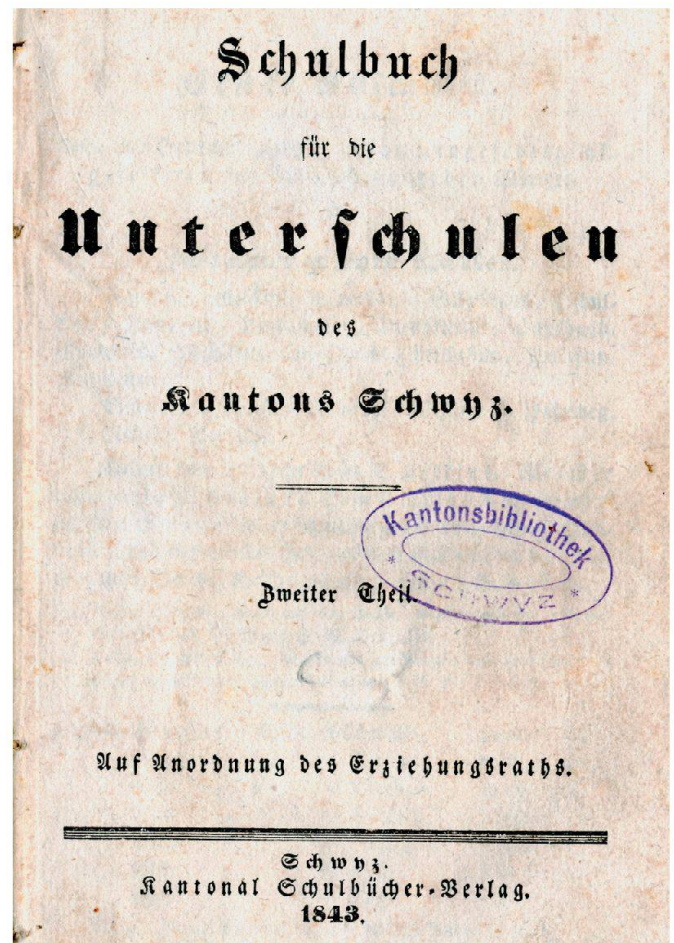 Schulbuch
für die
Unterschulen
des
Kantons Schwyz.
Kantonsbibliothek
* Schwyz *
Zweiter Theil.
Auf Anordnung des Erziehungsraths.
Schwyz.
Kantonal Schulbücher-Verlag.
1843.